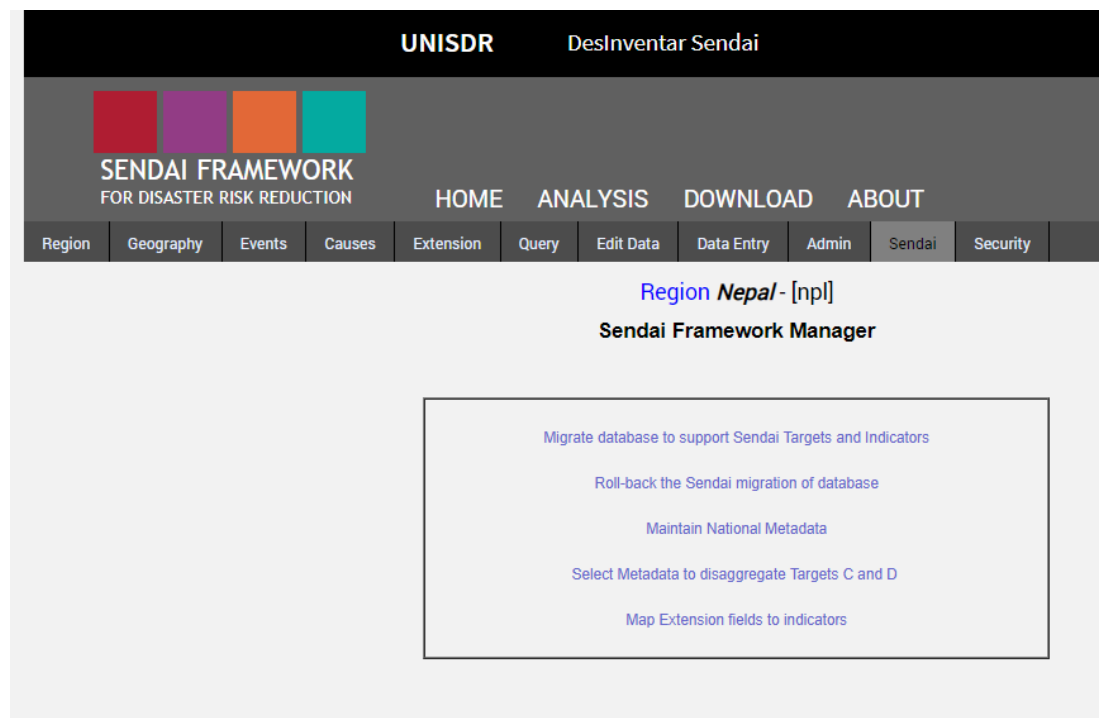 UNISDR DesInventar Sendai
SENDAI FRAMEWORK
FOR DISASTER RISK REDUCTION
HOME ANALYSIS DOWNLOAD ABOUT
Region Geography Events Causes Extension Query Edit Data Data Entry Admin Sendai Security
Region Nepal - [npl]
Sendai Framework Manager
Migrate database to support Sendai Targets and Indicators
Roll-back the Sendai migration of database
Maintain National Metadata
Select Metadata to disaggregate Targets C and D
Map Extension fields to indicators